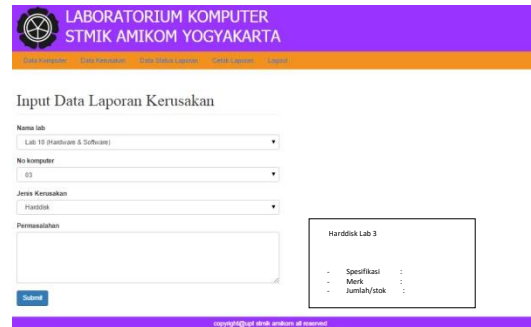 LABORATORIUM KOMPUTER
STMIK AMIKOM YOGYAKARTA
Data Komputer Data Kerusakan Data Status Laporan Cetak Laporan Logout
Input Data Laporan Kerusakan
Nama lab
Lab 10 (Hardware & Software)
No komputer
03
Jenis Kerusakan
Harddisk
Permasalahan
Submit
Harddisk Lab 3
- Spesifikasi :
- Merk :
- Jumlah/stok :
copyright@upt stmik amikom all reserved